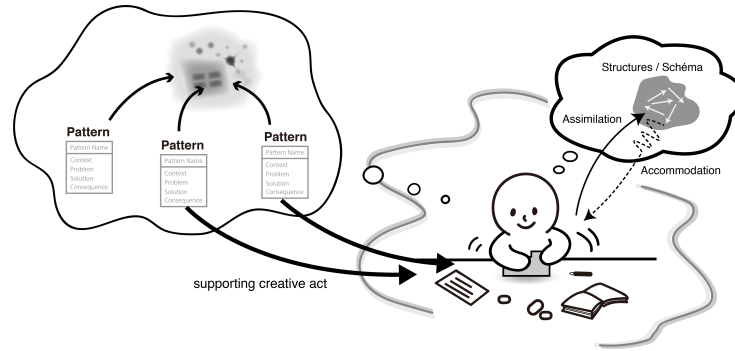 Pattern
Pattern Name
Context
Problem
Solution
Consequence
Pattern
Pattern Name
Context
Problem
Solution
Consequence
Pattern
Pattern Name
Context
Problem
Solution
Consequence
supporting creative act
Structures / Schéma
Assimilation
Accommodation